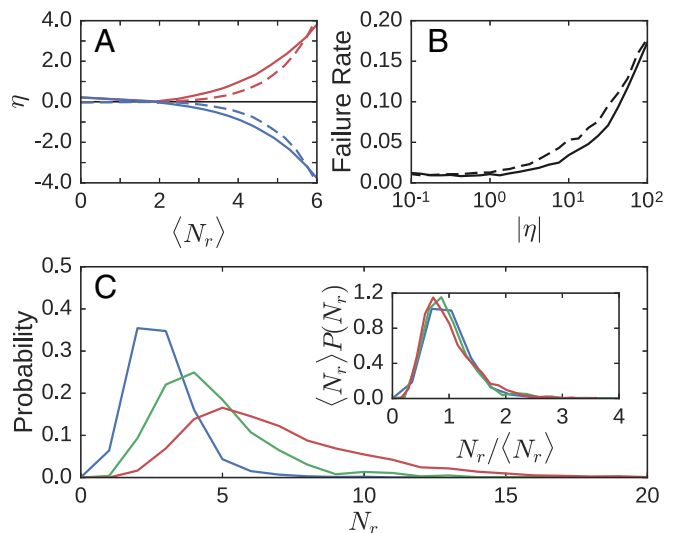 A
4.0
2.0
0.0
-2.0
-4.0
η
0 2 4 6
⟨N_r⟩
B
0.20
0.15
0.10
0.05
0.00
Failure Rate
10^-1 10^0 10^1 10^2
|η|
C
0.5
0.4
0.3
0.2
0.1
0.0
Probability
0 5 10 15 20
N_r
1.2
0.8
0.4
0.0
⟨N_r⟩P(N_r)
0 1 2 3 4
N_r/⟨N_r⟩